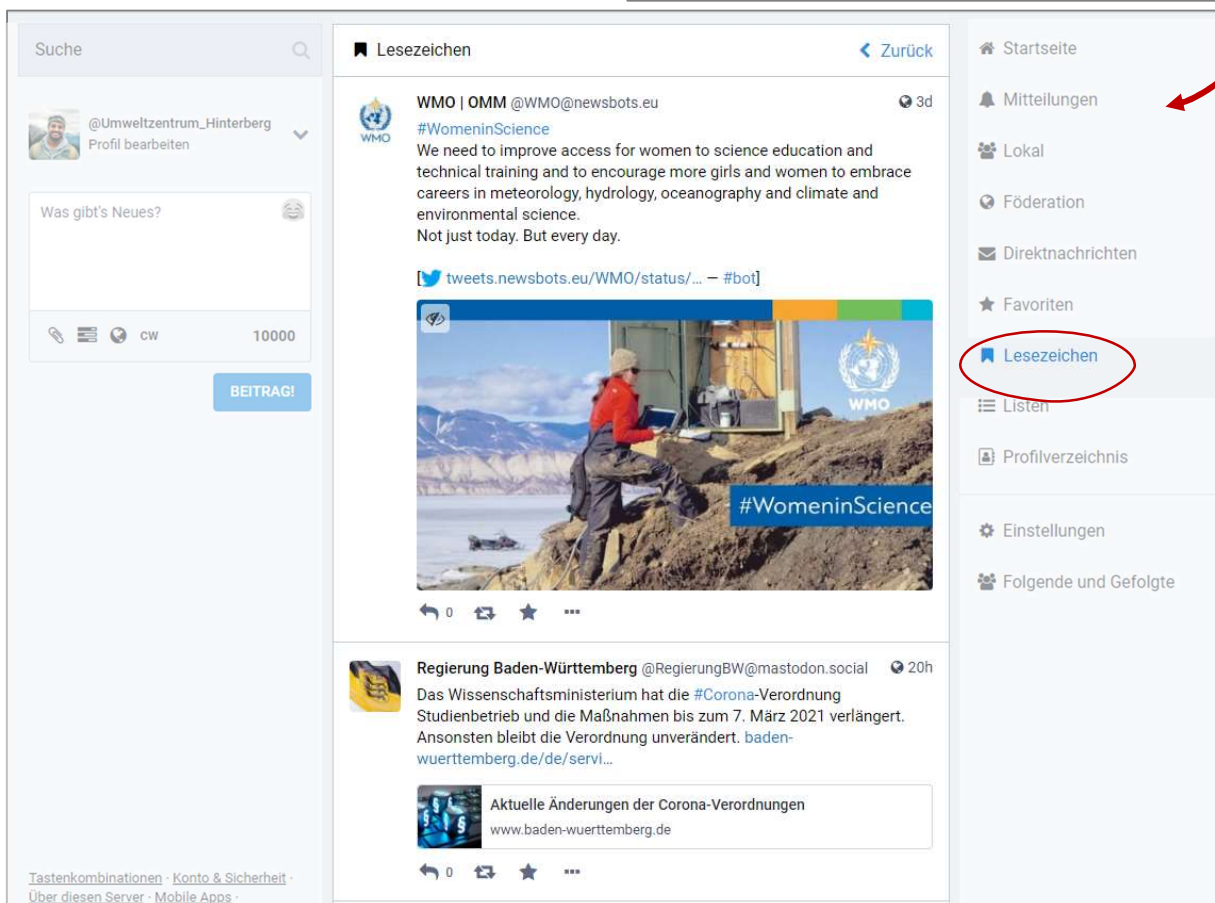 Suche
@Umweltzentrum_Hinterberg
Profil bearbeiten
Was gibt's Neues?
CW
10000
BEITRAG!
Tastenkombinationen · Konto & Sicherheit ·
Über diesen Server · Mobile Apps ·
Lesezeichen
Zurück
WMO
WMO | OMM @WMO@newsbots.eu
3d
#WomeninScience
We need to improve access for women to science education and
technical training and to encourage more girls and women to embrace
careers in meteorology, hydrology, oceanography and climate and
environmental science.
Not just today. But every day.
[ tweets.newsbots.eu/WMO/status/… — #bot]
WMO
#WomeninScience
0
Regierung Baden-Württemberg @RegierungBW@mastodon.social
20h
Das Wissenschaftsministerium hat die #Corona-Verordnung
Studienbetrieb und die Maßnahmen bis zum 7. März 2021 verlängert.
Ansonsten bleibt die Verordnung unverändert. baden-
wuerttemberg.de/de/servi…
§ § § §
Aktuelle Änderungen der Corona-Verordnungen
www.baden-wuerttemberg.de
0
Startseite
Mitteilungen
Lokal
Föderation
Direktnachrichten
Favoriten
Lesezeichen
Listen
Profilverzeichnis
Einstellungen
Folgende und Gefolgte